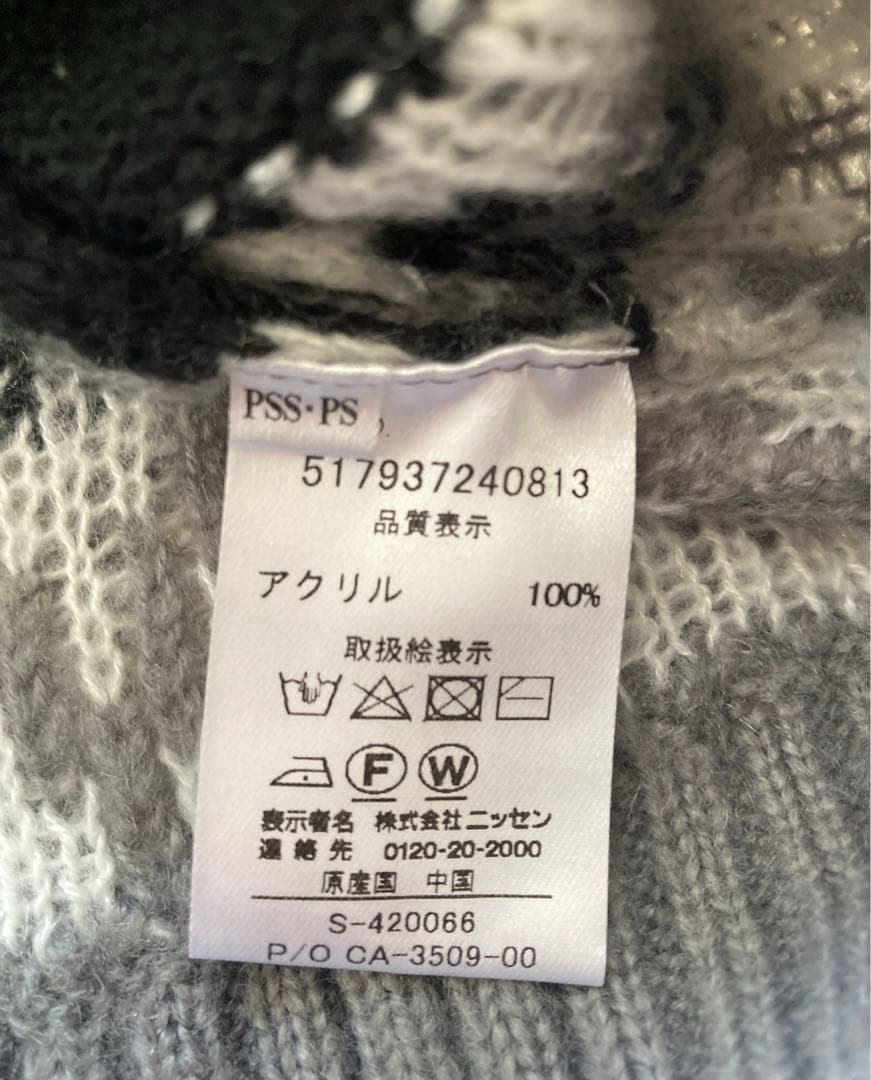 PSS・PS
517937240813
品質表示
アクリル 100%
取扱絵表示
F W
表示者名 株式会社ニッセン
連絡先 0120-20-2000
原産国 中国
S-420066
P/O CA-3509-00